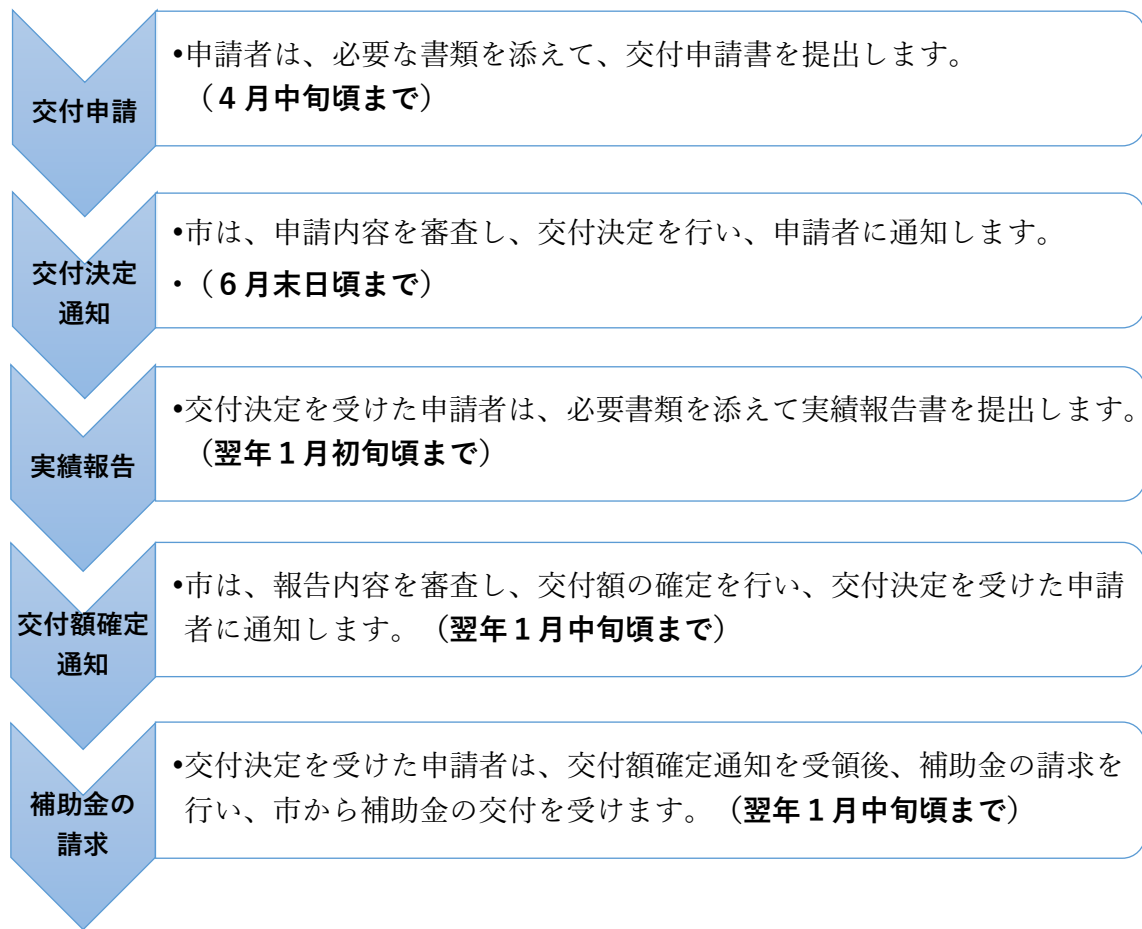 交付申請
•申請者は、必要な書類を添えて、交付申請書を提出します。
（４月中旬頃まで）
交付決定
通知
•市は、申請内容を審査し、交付決定を行い、申請者に通知します。
・（６月末日頃まで）
実績報告
•交付決定を受けた申請者は、必要書類を添えて実績報告書を提出します。
（翌年１月初旬頃まで）
交付額確定
通知
•市は、報告内容を審査し、交付額の確定を行い、交付決定を受けた申請
者に通知します。（翌年１月中旬頃まで）
補助金の
請求
•交付決定を受けた申請者は、交付額確定通知を受領後、補助金の請求を
行い、市から補助金の交付を受けます。（翌年１月中旬頃まで）